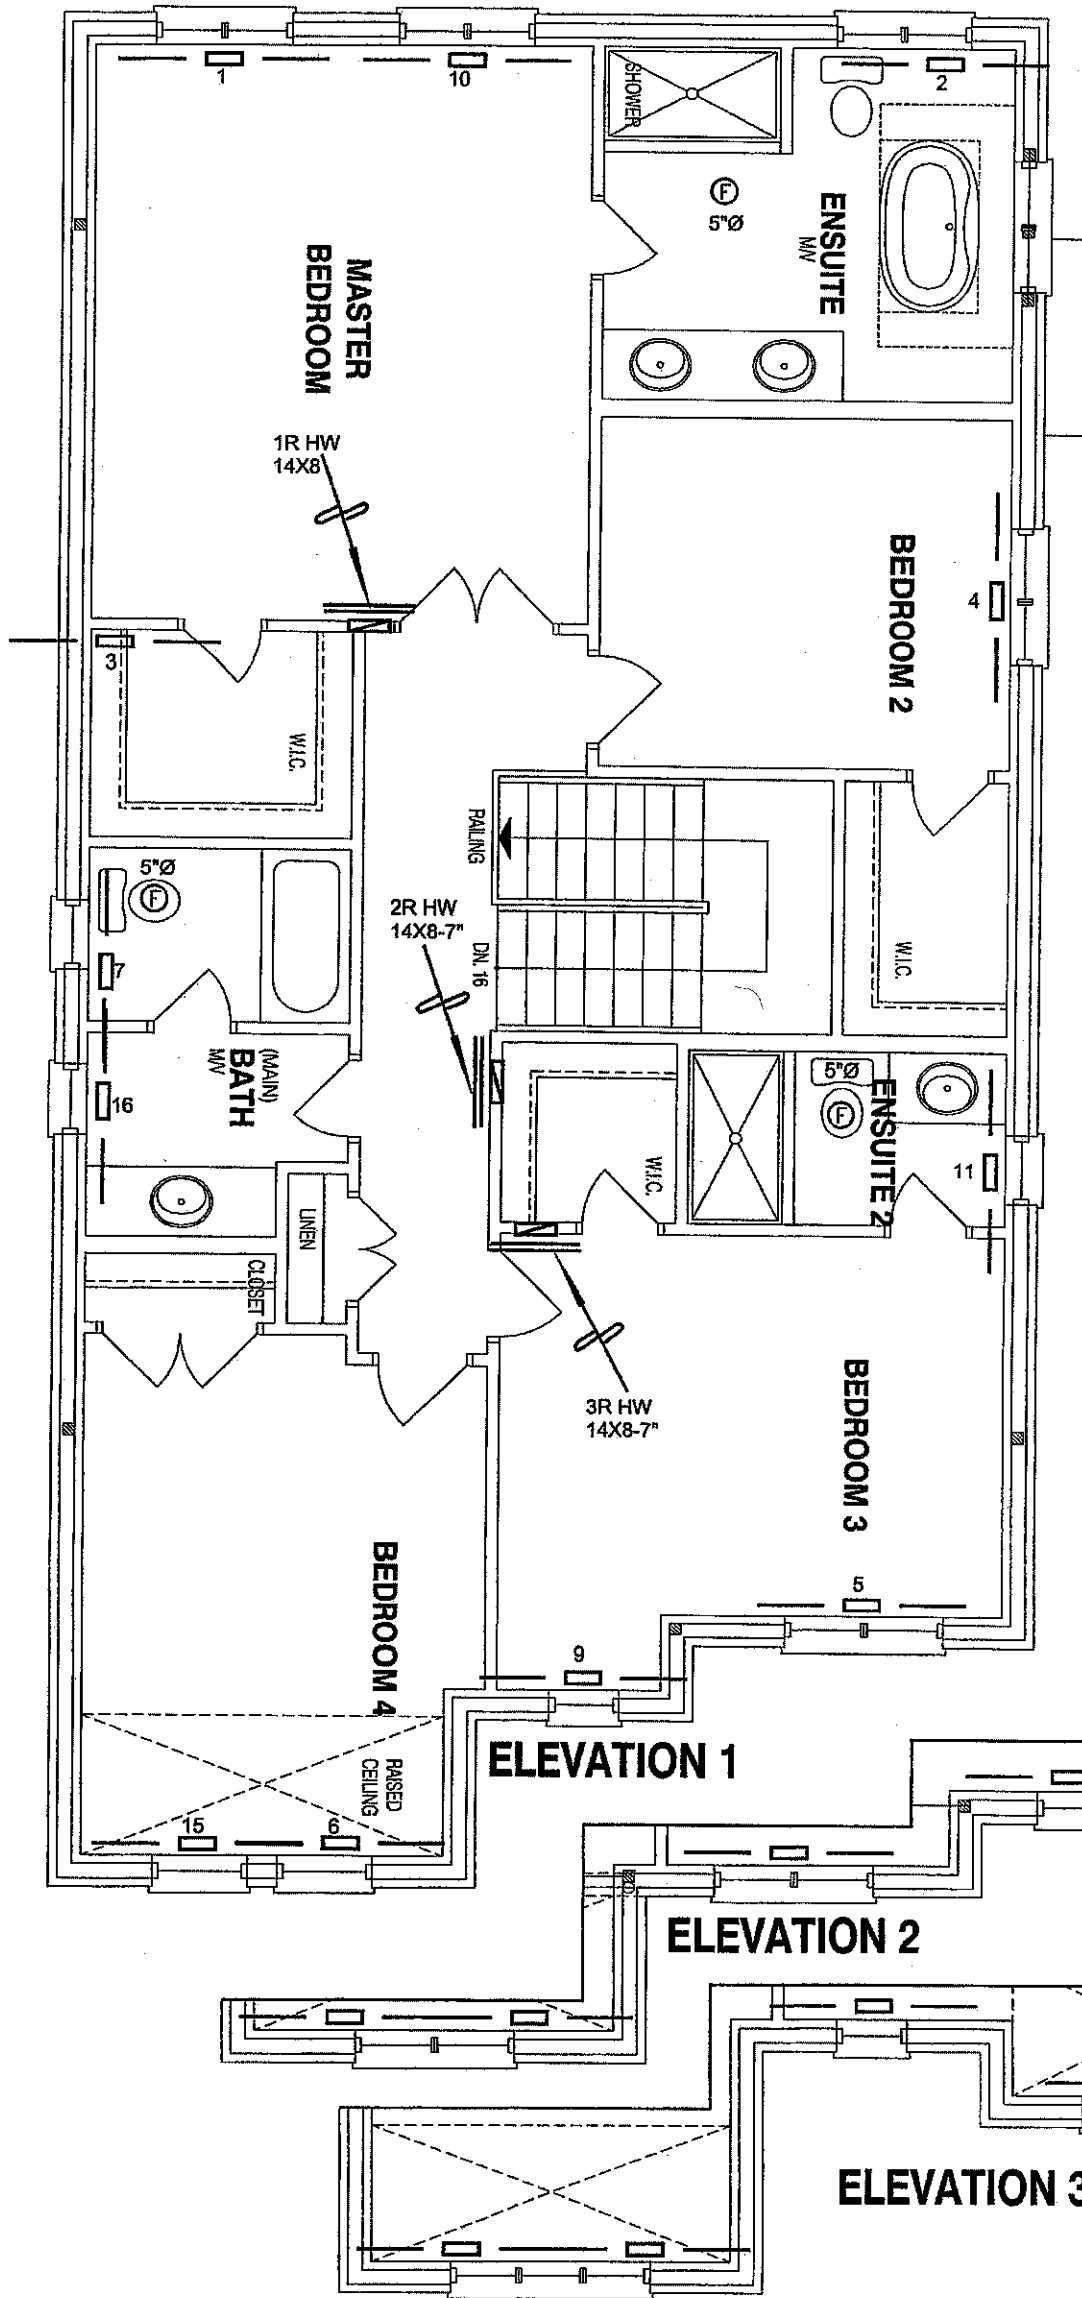 1
10
2
SHOWER
F
5"Ø
ENSUITE
M/V
MASTER
BEDROOM
1R HW
14X8
BEDROOM 2
4
3
W.I.C.
RAILING
DN. 16
2R HW
14X8-7"
W.I.C.
5"Ø
F
7
(MAIN)
BATH
M/V
16
LINEN
CLOSET
W.I.C.
5"Ø
F
ENSUITE 2
11
3R HW
14X8-7"
BEDROOM 3
5
9
BEDROOM 4
RAISED
CEILING
15
6
ELEVATION 1
ELEVATION 2
ELEVATION 3